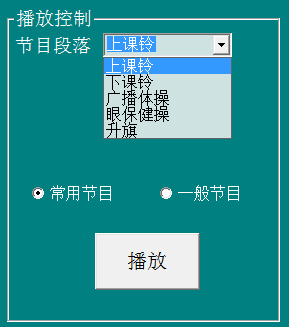 播放控制
节目段落 上课铃
上课铃
下课铃
广播体操
眼保健操
升旗
常用节目 一般节目
播放